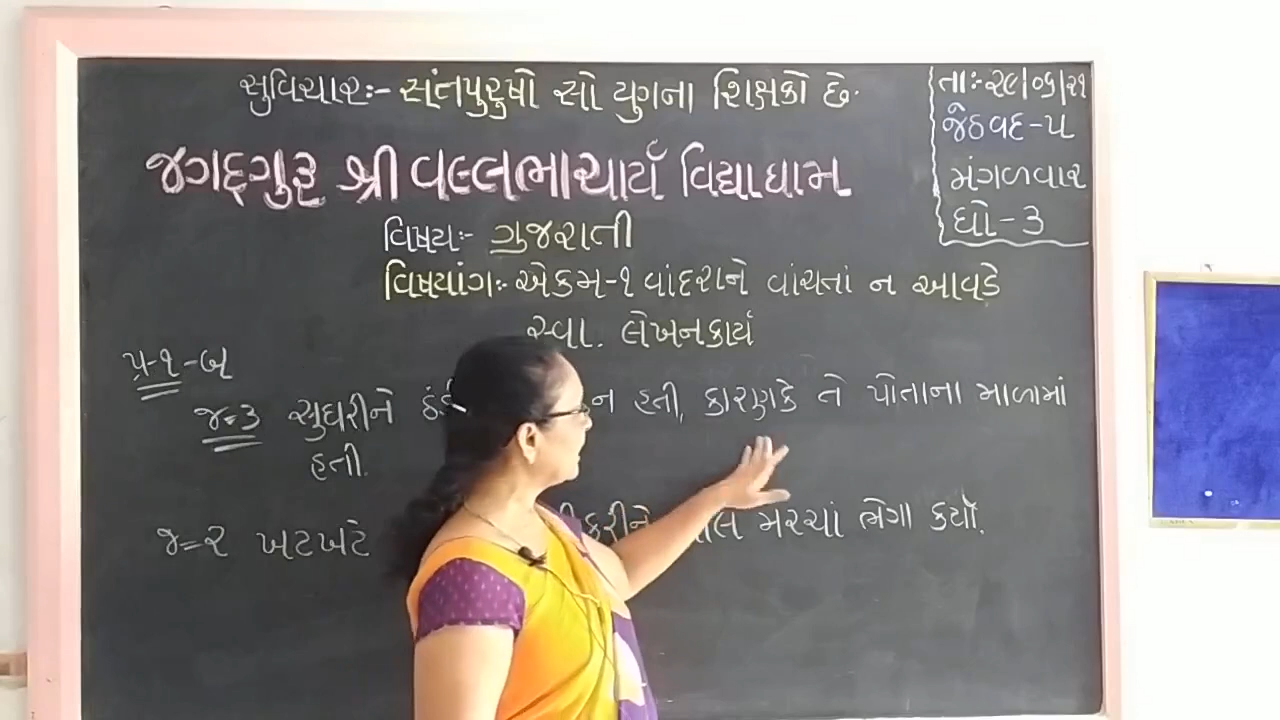 સુવિચારઃ- સંતપુરુષો સૌ યુગના શિક્ષકો છે.
તાઃ-૨૯/૦૬/૨૧
જેઠવદ-૫
મંગળવાર
ધો-૩
જગદ્ગુરૂ શ્રી વલ્લભાચાર્ય વિદ્યાધામ
વિષયઃ- ગુજરાતી
વિષયાંગઃ- એકમ-૧ વાંદરાને વાંચતાં ન આવડે
સ્વા. લેખનકાર્ય
પ્ર-૧-બ
જ=૩ સુઘરીને ન હતી, કારણકે તે પોતાના માળામાં
હતી.
જ=૨ ખટખટે મરચાં ભેગા કર્યાં.